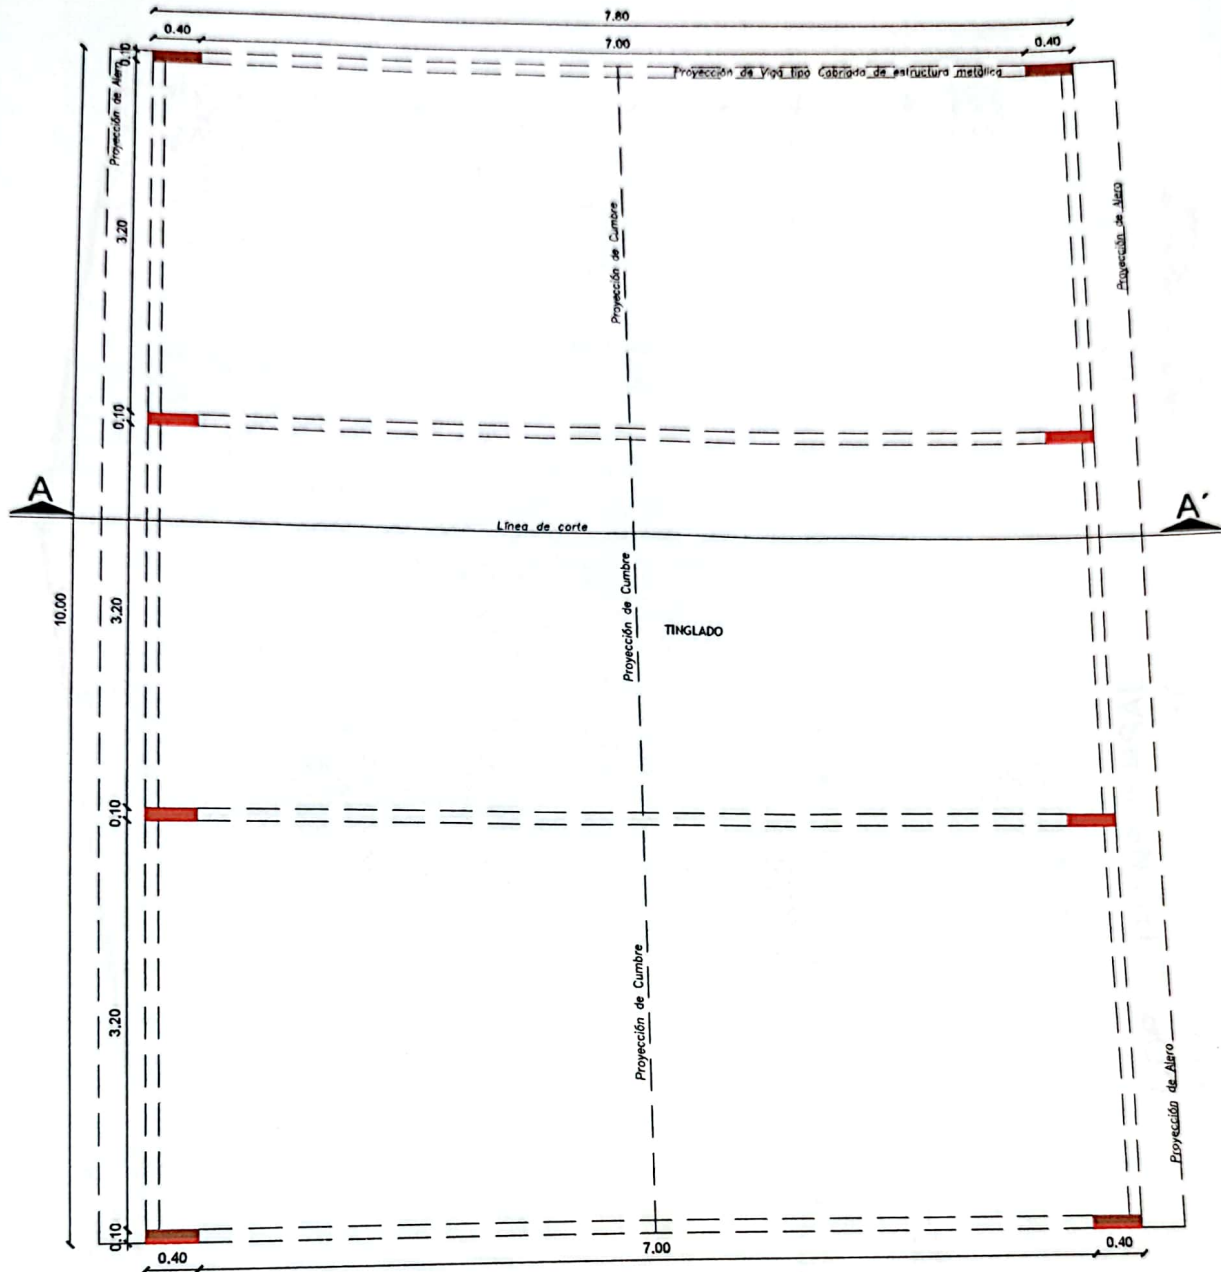 7.80
0.40
7.00
0.40
0,10
Proyección de Alero
Proyección de Viga tipo Cabriada de estructura metálica
3.20
Proyección de Cumbre
Proyección de Alero
0,10
A
A´
Línea de corte
10.00
3.20
Proyección de Cumbre
TINGLADO
0,10
3.20
Proyección de Cumbre
Proyección de Alero
0,10
0.40
7.00
0.40